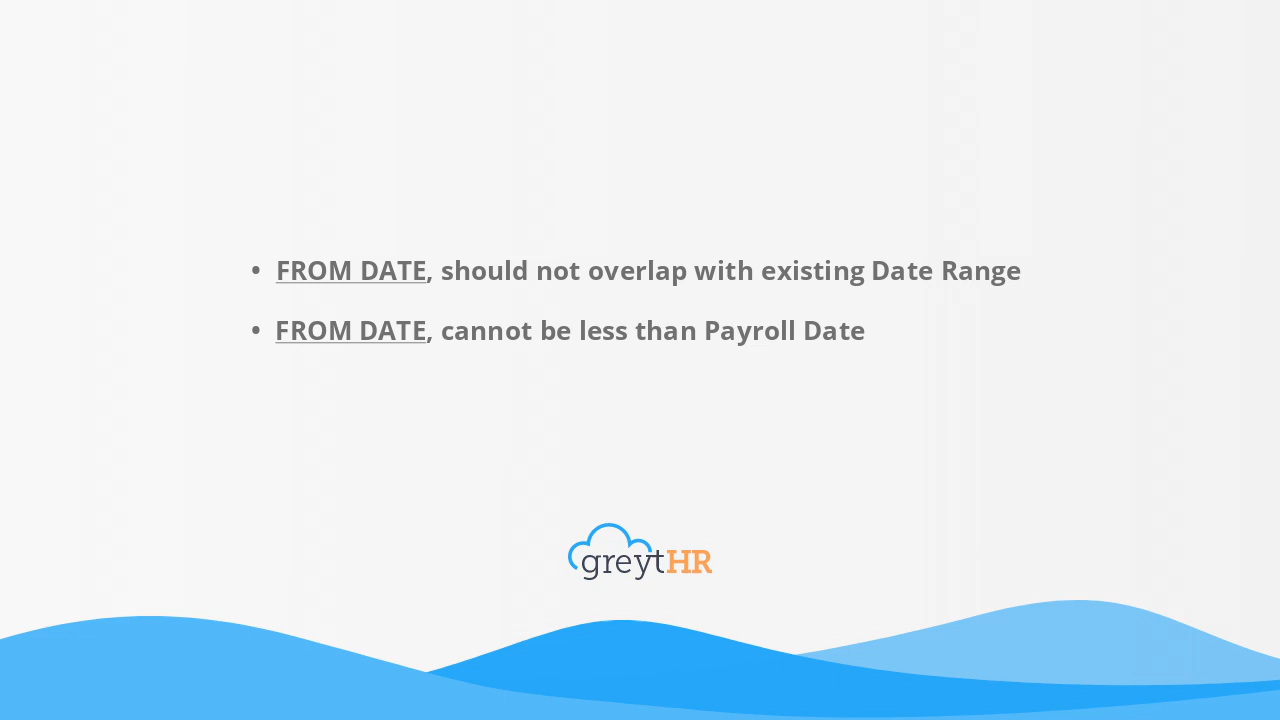 • FROM DATE, should not overlap with existing Date Range
• FROM DATE, cannot be less than Payroll Date
greytHR